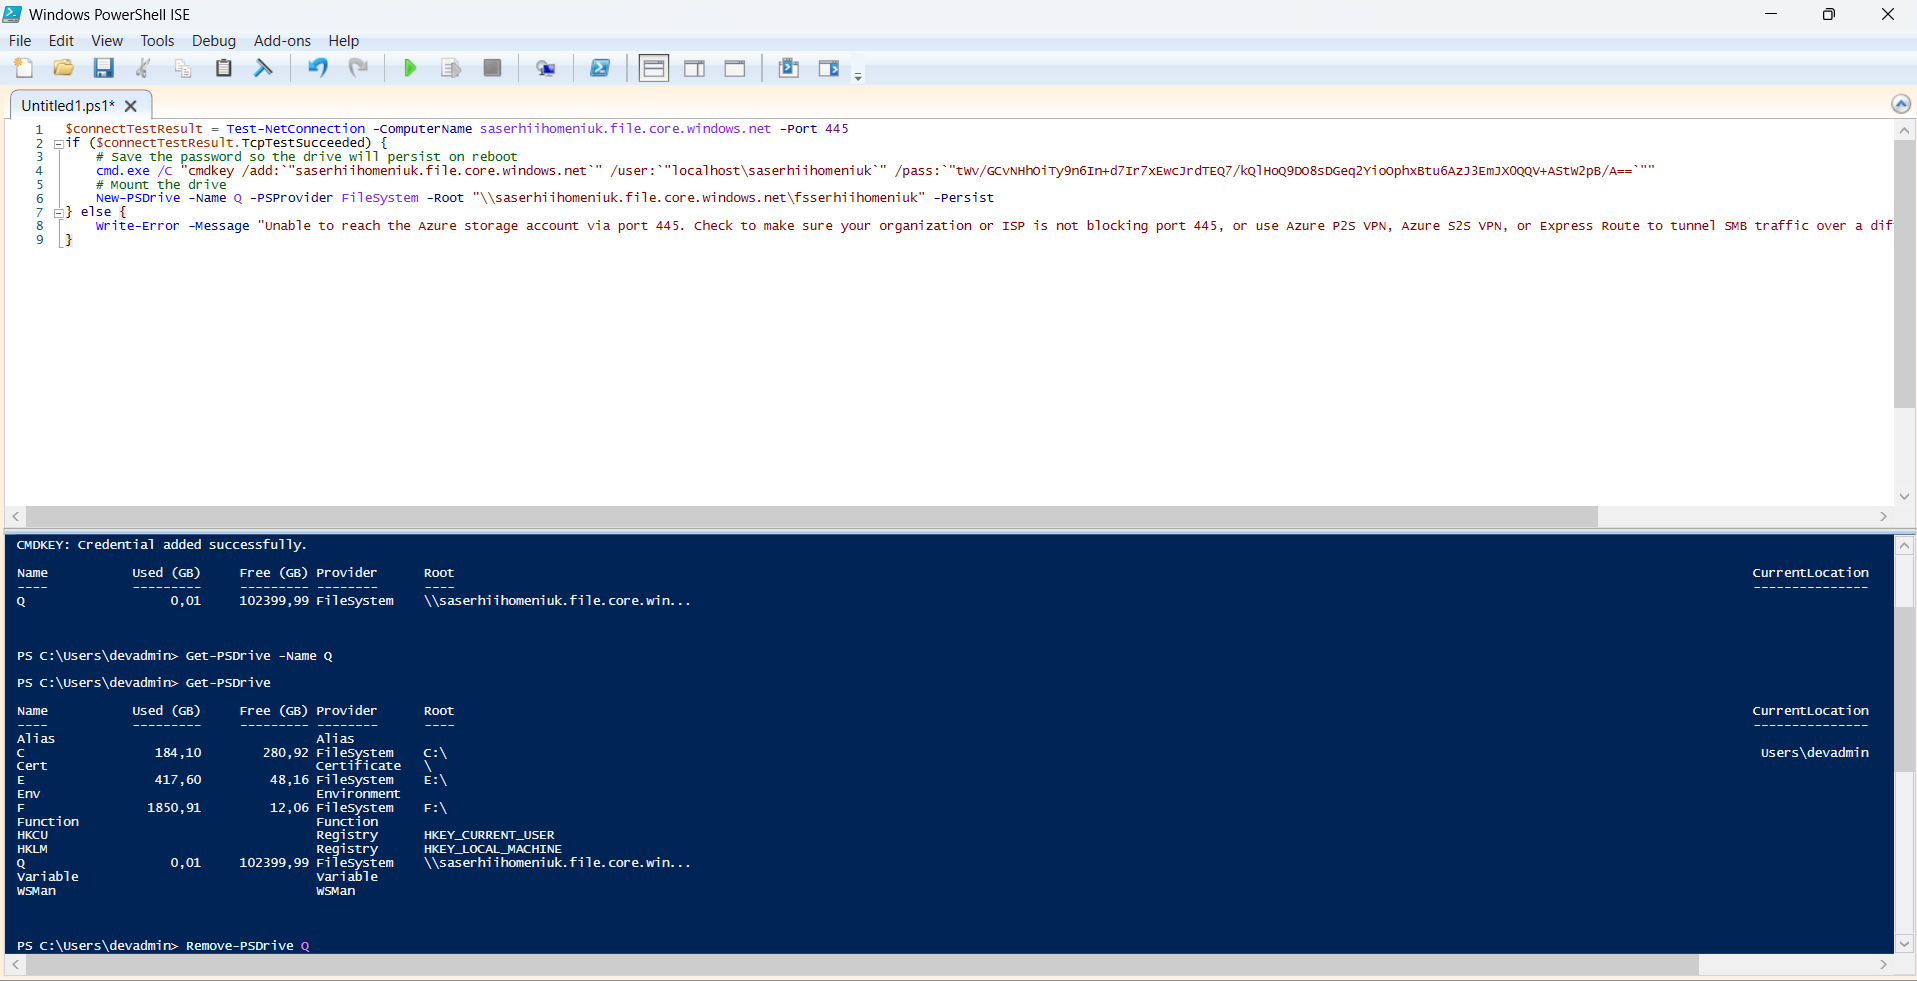 Windows PowerShell ISE
File Edit View Tools Debug Add-ons Help
Untitled1.ps1*
1 $connectTestResult = Test-NetConnection -ComputerName saserhiihomeniuk.file.core.windows.net -Port 445
2 if ($connectTestResult.TcpTestSucceeded) {
3 # Save the password so the drive will persist on reboot
4 cmd.exe /C "cmdkey /add:`"saserhiihomeniuk.file.core.windows.net`" /user:`"localhost\saserhiihomeniuk`"
5 # Mount the drive
6 New-PSDrive -Name Q -PSProvider FileSystem -Root "\\saserhiihomeniuk.file.core.windows.net\fsserhiihomeniuk" -Persist
7 } else {
8 Write-Error -Message "Unable to reach the Azure storage account via port 445. Check to make sure your organization or ISP is not blocking port 445, or use Azure P2S VPN, Azure S2S VPN, or Express Route to tunnel SMB traffic over a dif
9 }
CMDKEY: Credential added successfully.
Name Used (GB) Free (GB) Provider Root CurrentLocation
---- --------- --------- -------- ---- ---------------
Q 0,01 102399,99 FileSystem \\saserhiihomeniuk.file.core.win...
PS C:\Users\devadmin> Get-PSDrive -Name Q
PS C:\Users\devadmin> Get-PSDrive
Name Used (GB) Free (GB) Provider Root CurrentLocation
---- --------- --------- -------- ---- ---------------
Alias Alias
C 184,10 280,92 FileSystem C:\ Users\devadmin
Cert Certificate \
E 417,60 48,16 FileSystem E:\
Env Environment
F 1850,91 12,06 FileSystem F:\
Function Function
HKCU Registry HKEY_CURRENT_USER
HKLM Registry HKEY_LOCAL_MACHINE
Q 0,01 102399,99 FileSystem \\saserhiihomeniuk.file.core.win...
Variable Variable
WSMan WSMan
PS C:\Users\devadmin> Remove-PSDrive Q